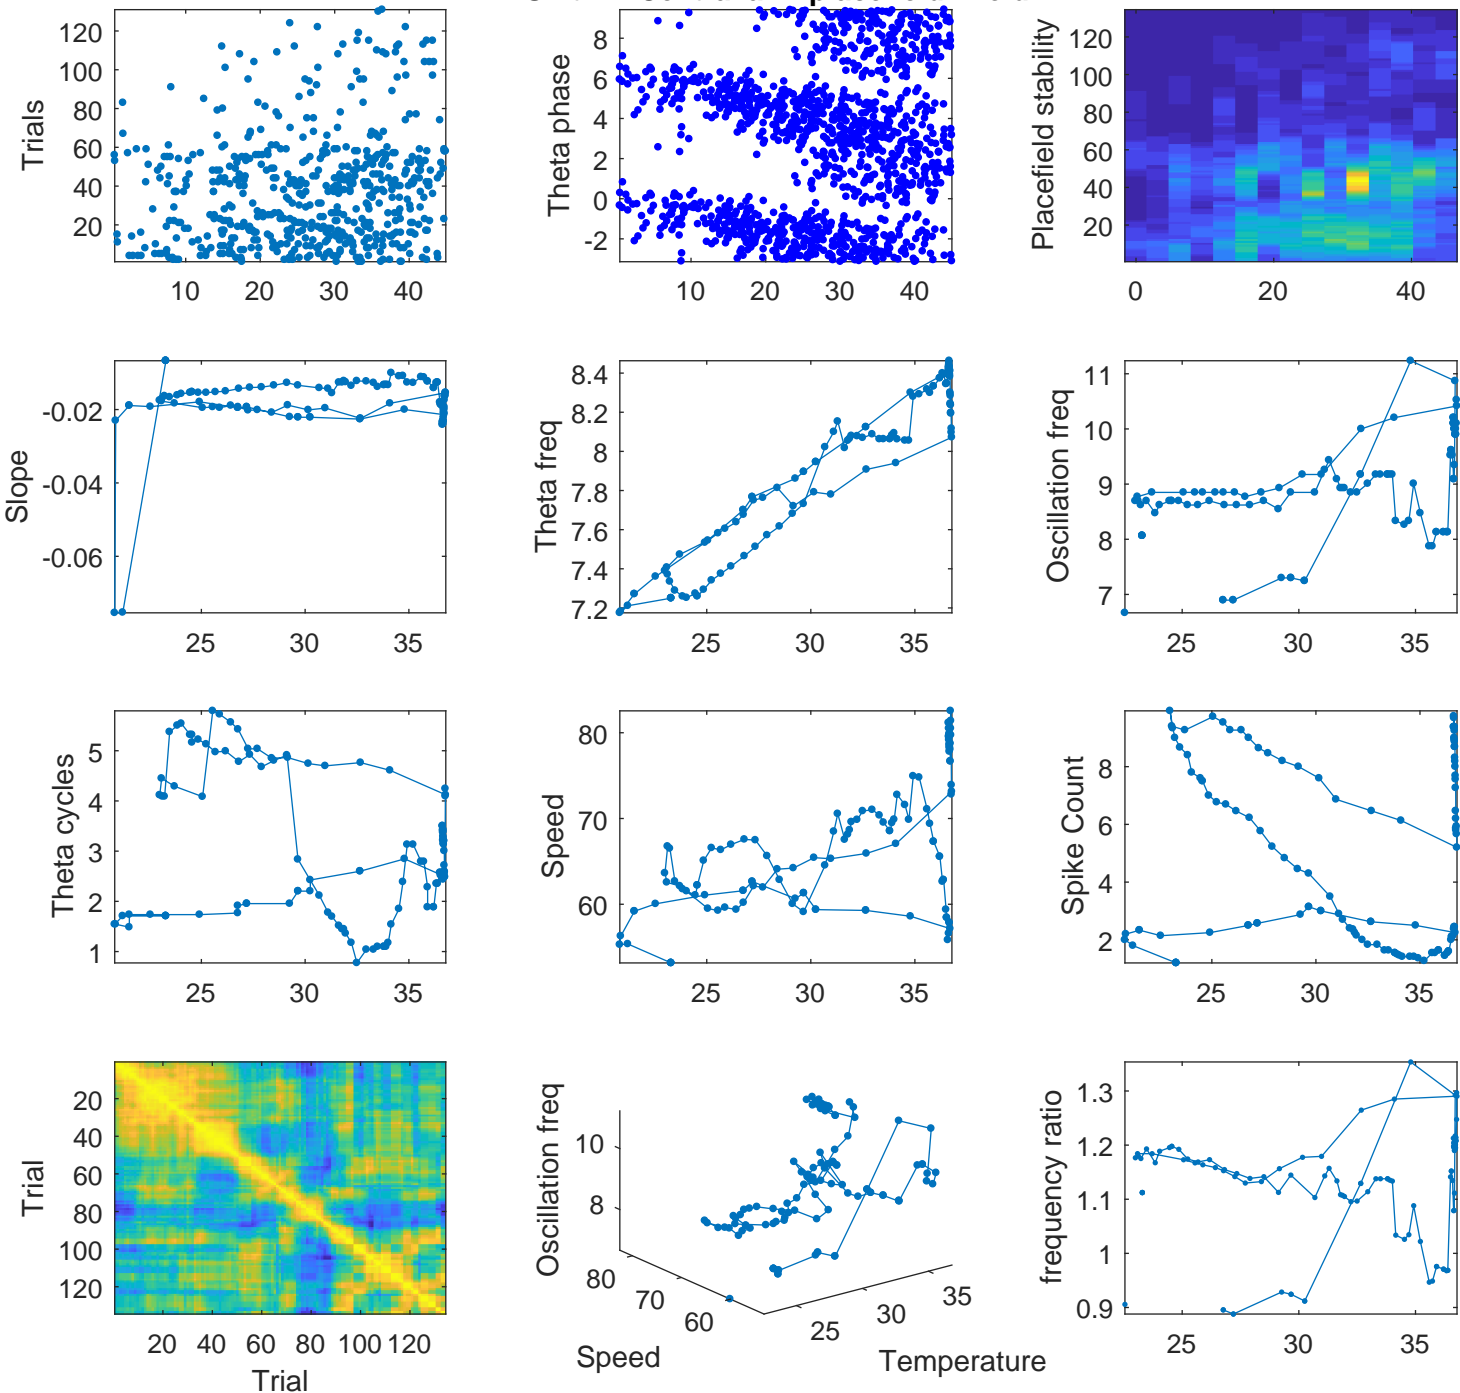 120
100
80
60
40
20
Trials
10 20 30 40
8
6
4
2
0
-2
Theta phase
10 20 30 40
120
100
80
60
40
20
Placefield stability
0 20 40
-0.02
-0.04
-0.06
Slope
25 30 35
8.4
8.2
8
7.8
7.6
7.4
7.2
Theta freq
25 30 35
11
10
9
8
7
Oscillation freq
25 30 35
5
4
3
2
1
Theta cycles
25 30 35
80
70
60
Speed
25 30 35
8
6
4
2
Spike Count
25 30 35
20
40
60
80
100
120
Trial
20 40 60 80 100 120
Trial
10
8
Oscillation freq
80
70
60
Speed
25
30
35
Temperature
1.3
1.2
1.1
1
0.9
frequency ratio
25 30 35